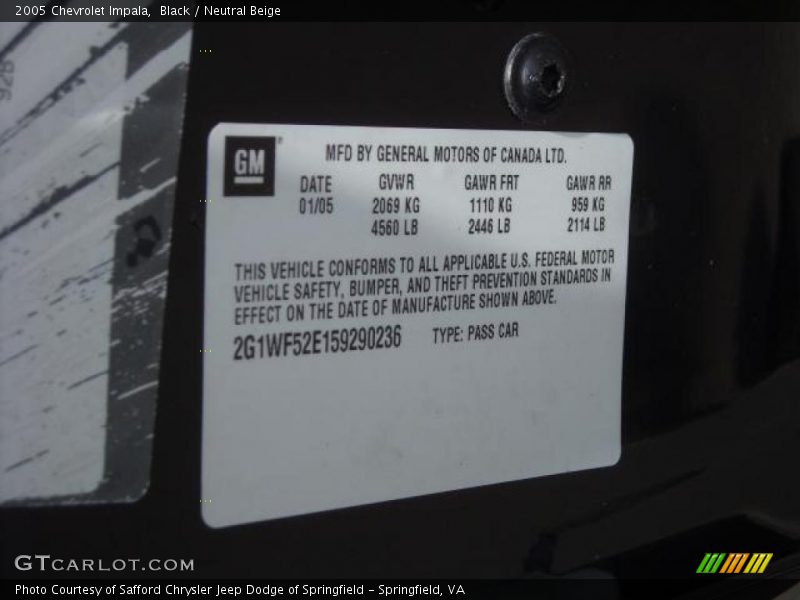 2005 Chevrolet Impala, Black / Neutral Beige
928
GM
MFD BY GENERAL MOTORS OF CANADA LTD.
DATE GVWR GAWR FRT GAWR RR
01/05 2069 KG 1110 KG 959 KG
4560 LB 2446 LB 2114 LB
THIS VEHICLE CONFORMS TO ALL APPLICABLE U.S. FEDERAL MOTOR
VEHICLE SAFETY, BUMPER, AND THEFT PREVENTION STANDARDS IN
EFFECT ON THE DATE OF MANUFACTURE SHOWN ABOVE.
2G1WF52E159290236 TYPE: PASS CAR
GTCARLOT.COM
Photo Courtesy of Safford Chrysler Jeep Dodge of Springfield - Springfield, VA